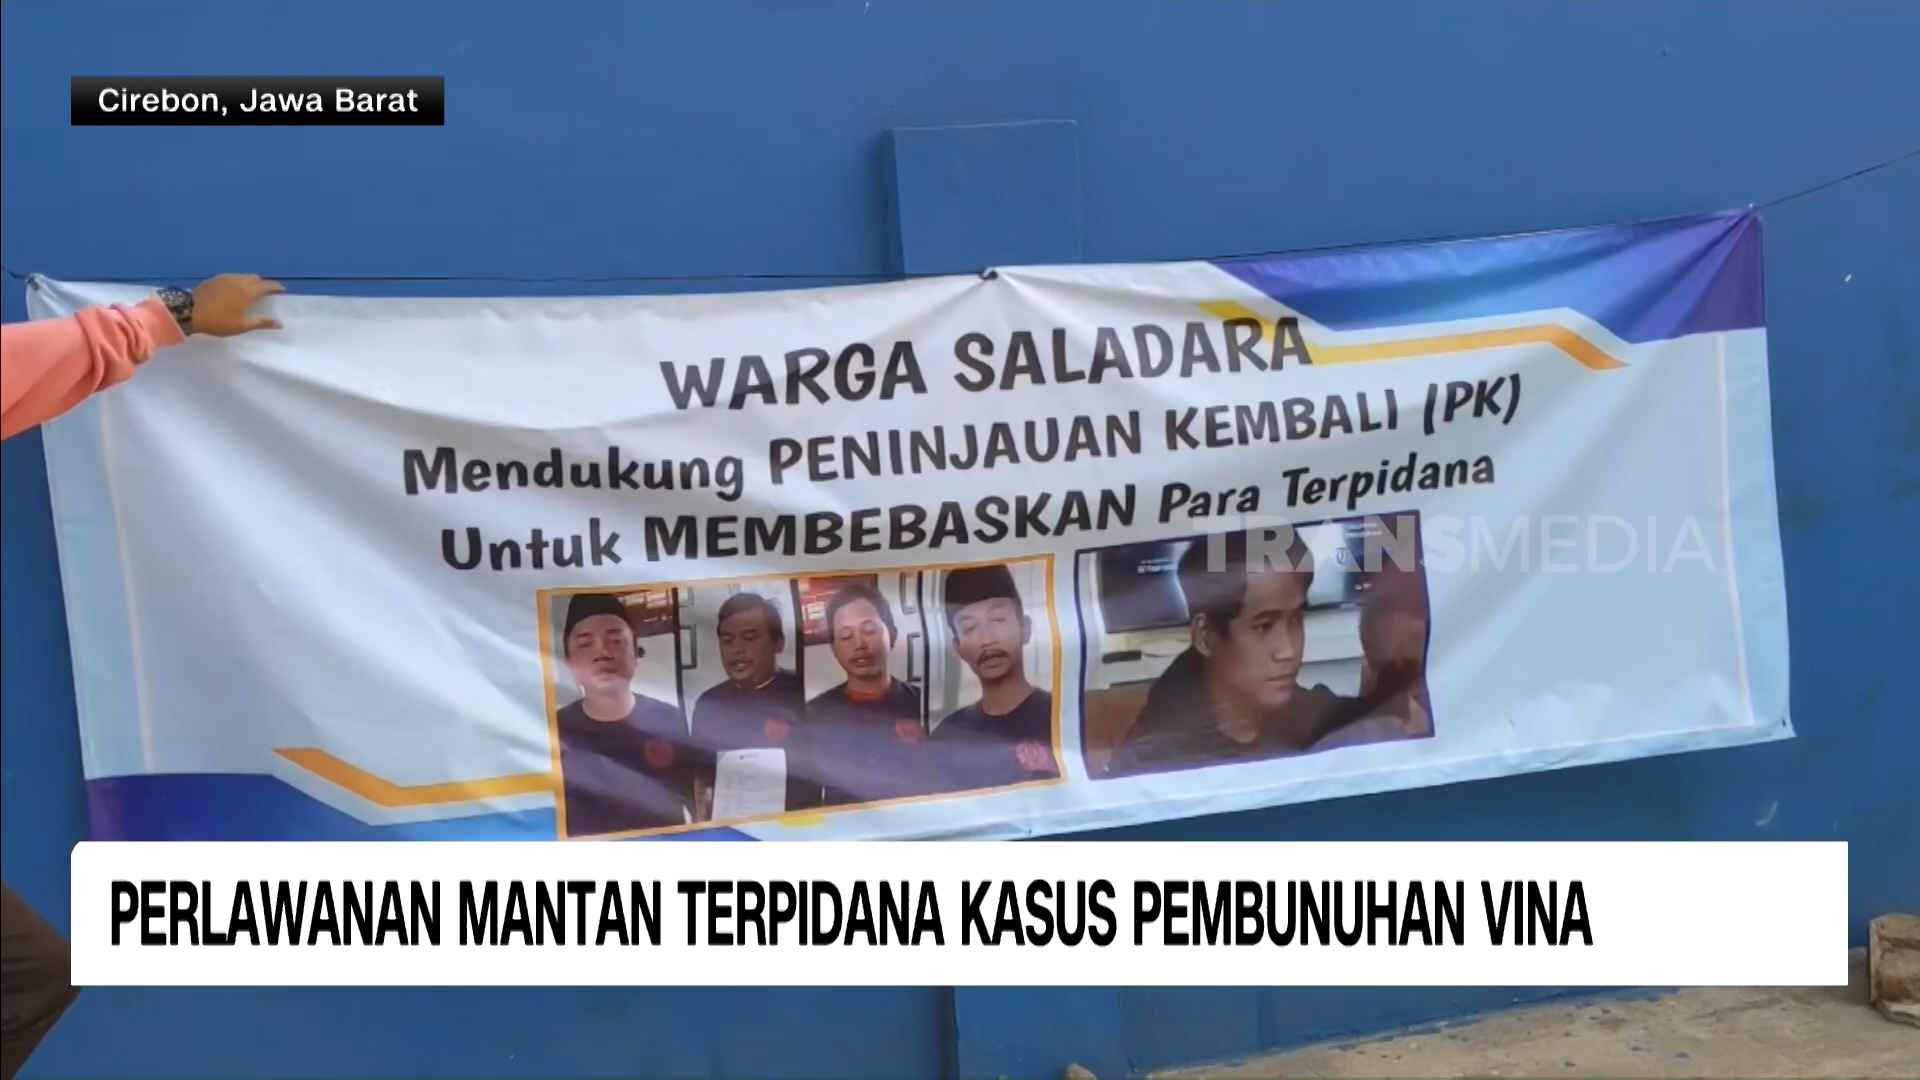 Cirebon, Jawa Barat
WARGA SALADARA
Mendukung PENINJAUAN KEMBALI (PK)
Untuk MEMBEBASKAN Para Terpidana
TRANSMEDIA
PERLAWANAN MANTAN TERPIDANA KASUS PEMBUNUHAN VINA